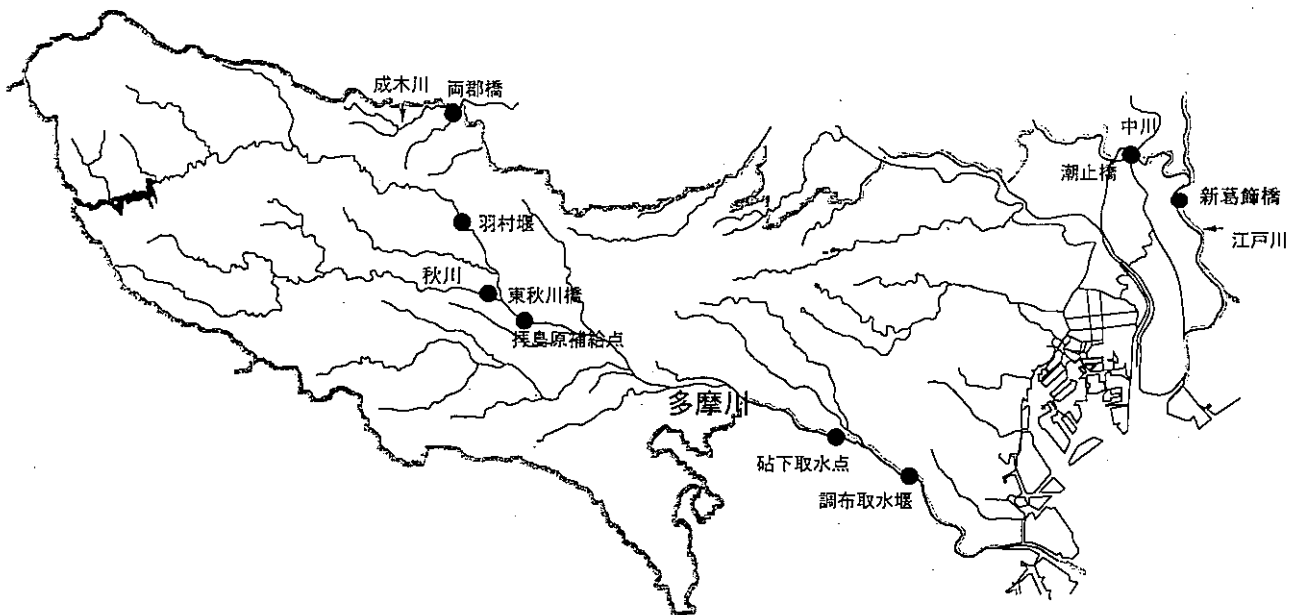 成木川
両郡橋
中川
潮止橋
新葛飾橋
江戸川
羽村堰
秋川
東秋川橋
拝島原補給点
多摩川
砧下取水点
調布取水堰